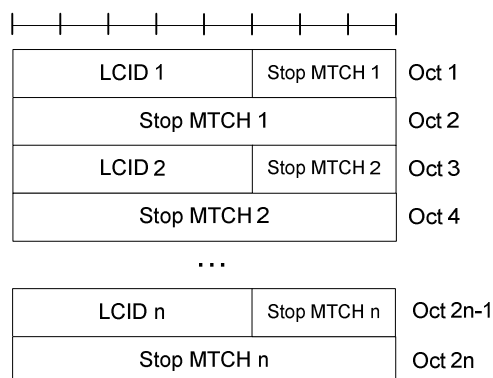 LCID 1 Stop MTCH 1 Oct 1
Stop MTCH 1 Oct 2
LCID 2 Stop MTCH 2 Oct 3
Stop MTCH 2 Oct 4
...
LCID n Stop MTCH n Oct 2n-1
Stop MTCH n Oct 2n